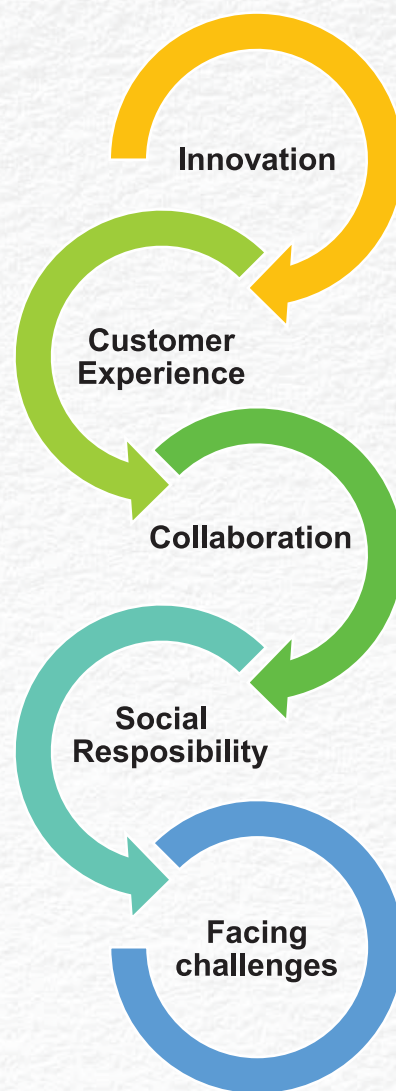 Innovation
Customer
Experience
Collaboration
Social
Resposibility
Facing
challenges